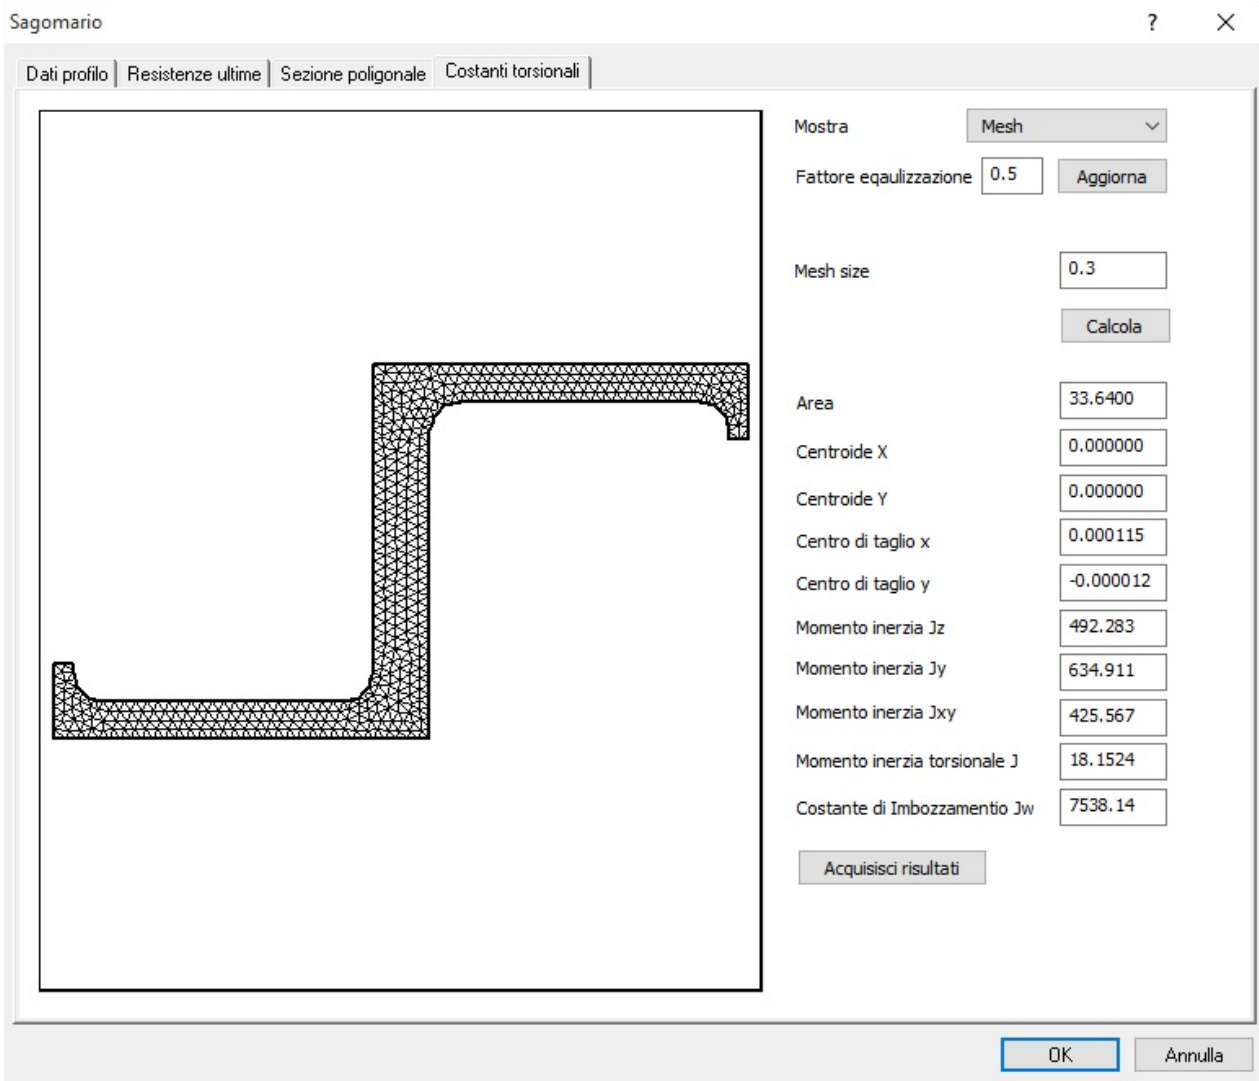 Sagomario ?
Dati profilo Resistenze ultime Sezione poligonale Costanti torsionali
Mostra Mesh
Fattore eqaulizzazione 0.5 Aggiorna
Mesh size 0.3
Calcola
Area 33.6400
Centroide X 0.000000
Centroide Y 0.000000
Centro di taglio x 0.000115
Centro di taglio y -0.000012
Momento inerzia Jz 492.283
Momento inerzia Jy 634.911
Momento inerzia Jxy 425.567
Momento inerzia torsionale J 18.1524
Costante di Imbozzamento Jw 7538.14
Acquisisci risultati
OK Annulla